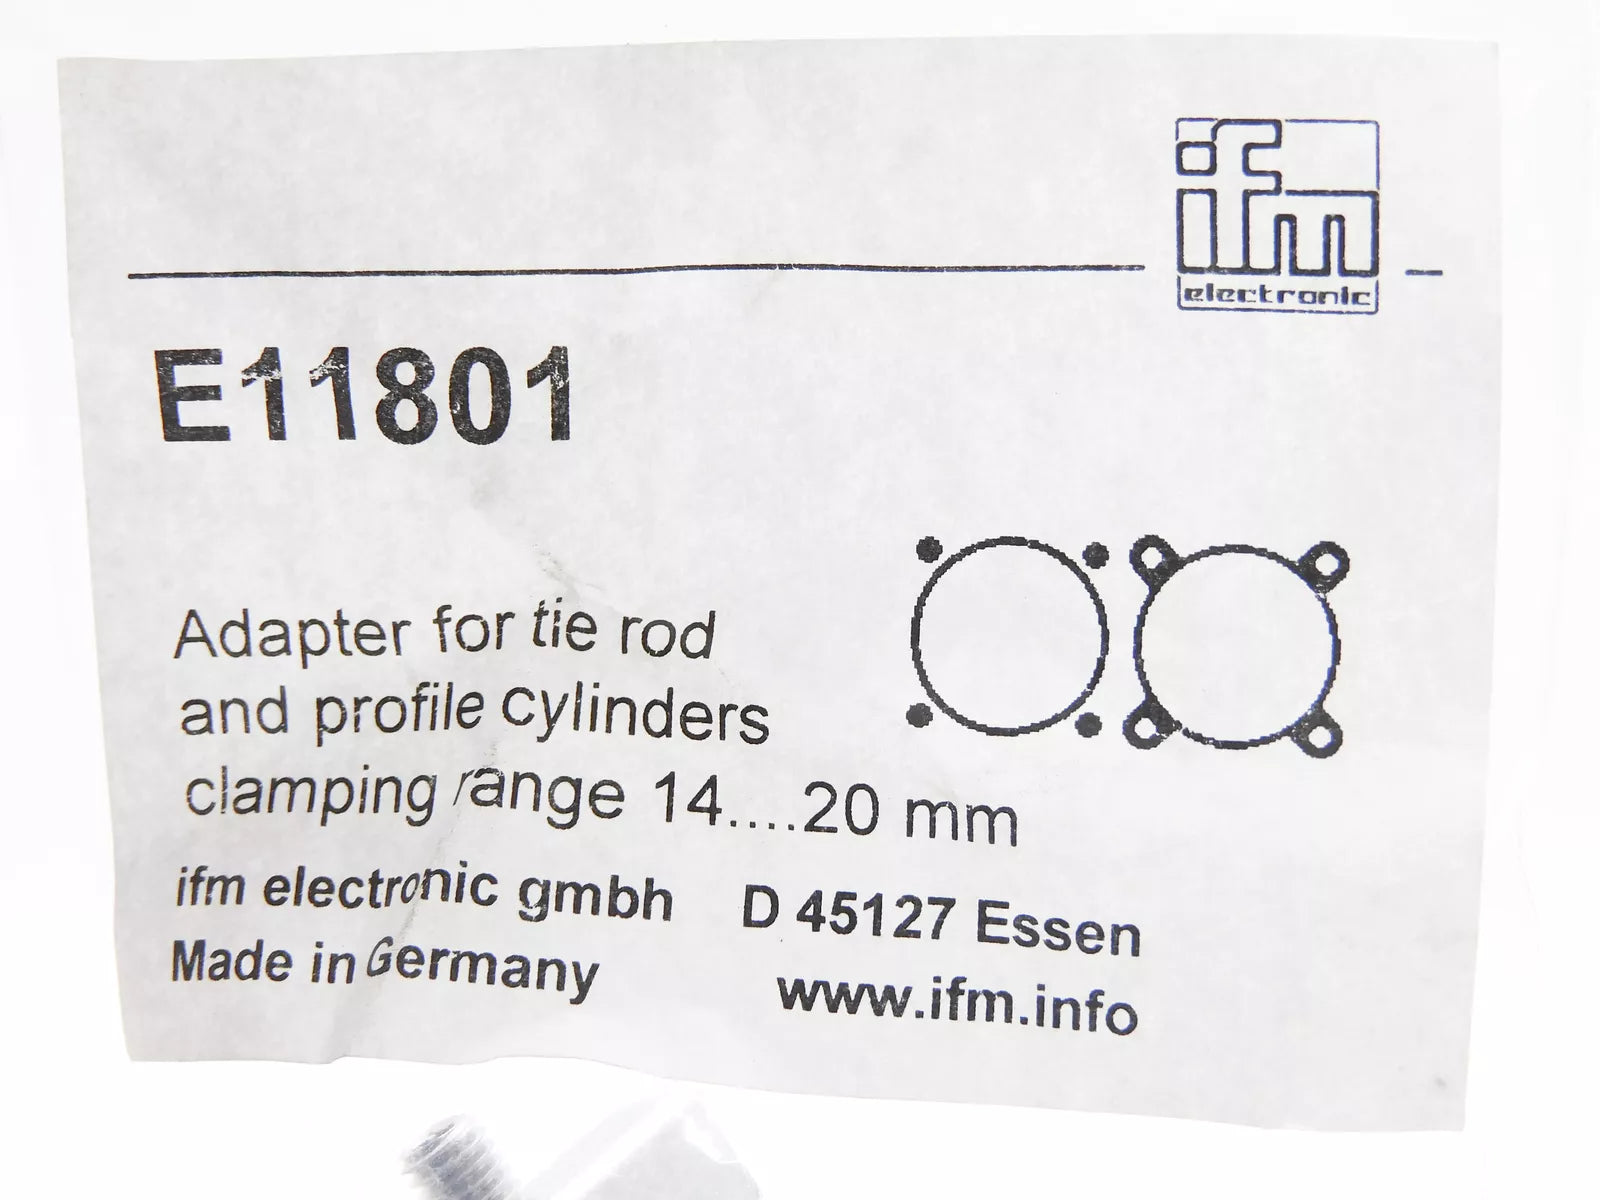 ifm
electronic
E11801
Adapter for tie rod
and profile cylinders
clamping range 14....20 mm
ifm electronic gmbh D 45127 Essen
Made in Germany www.ifm.info